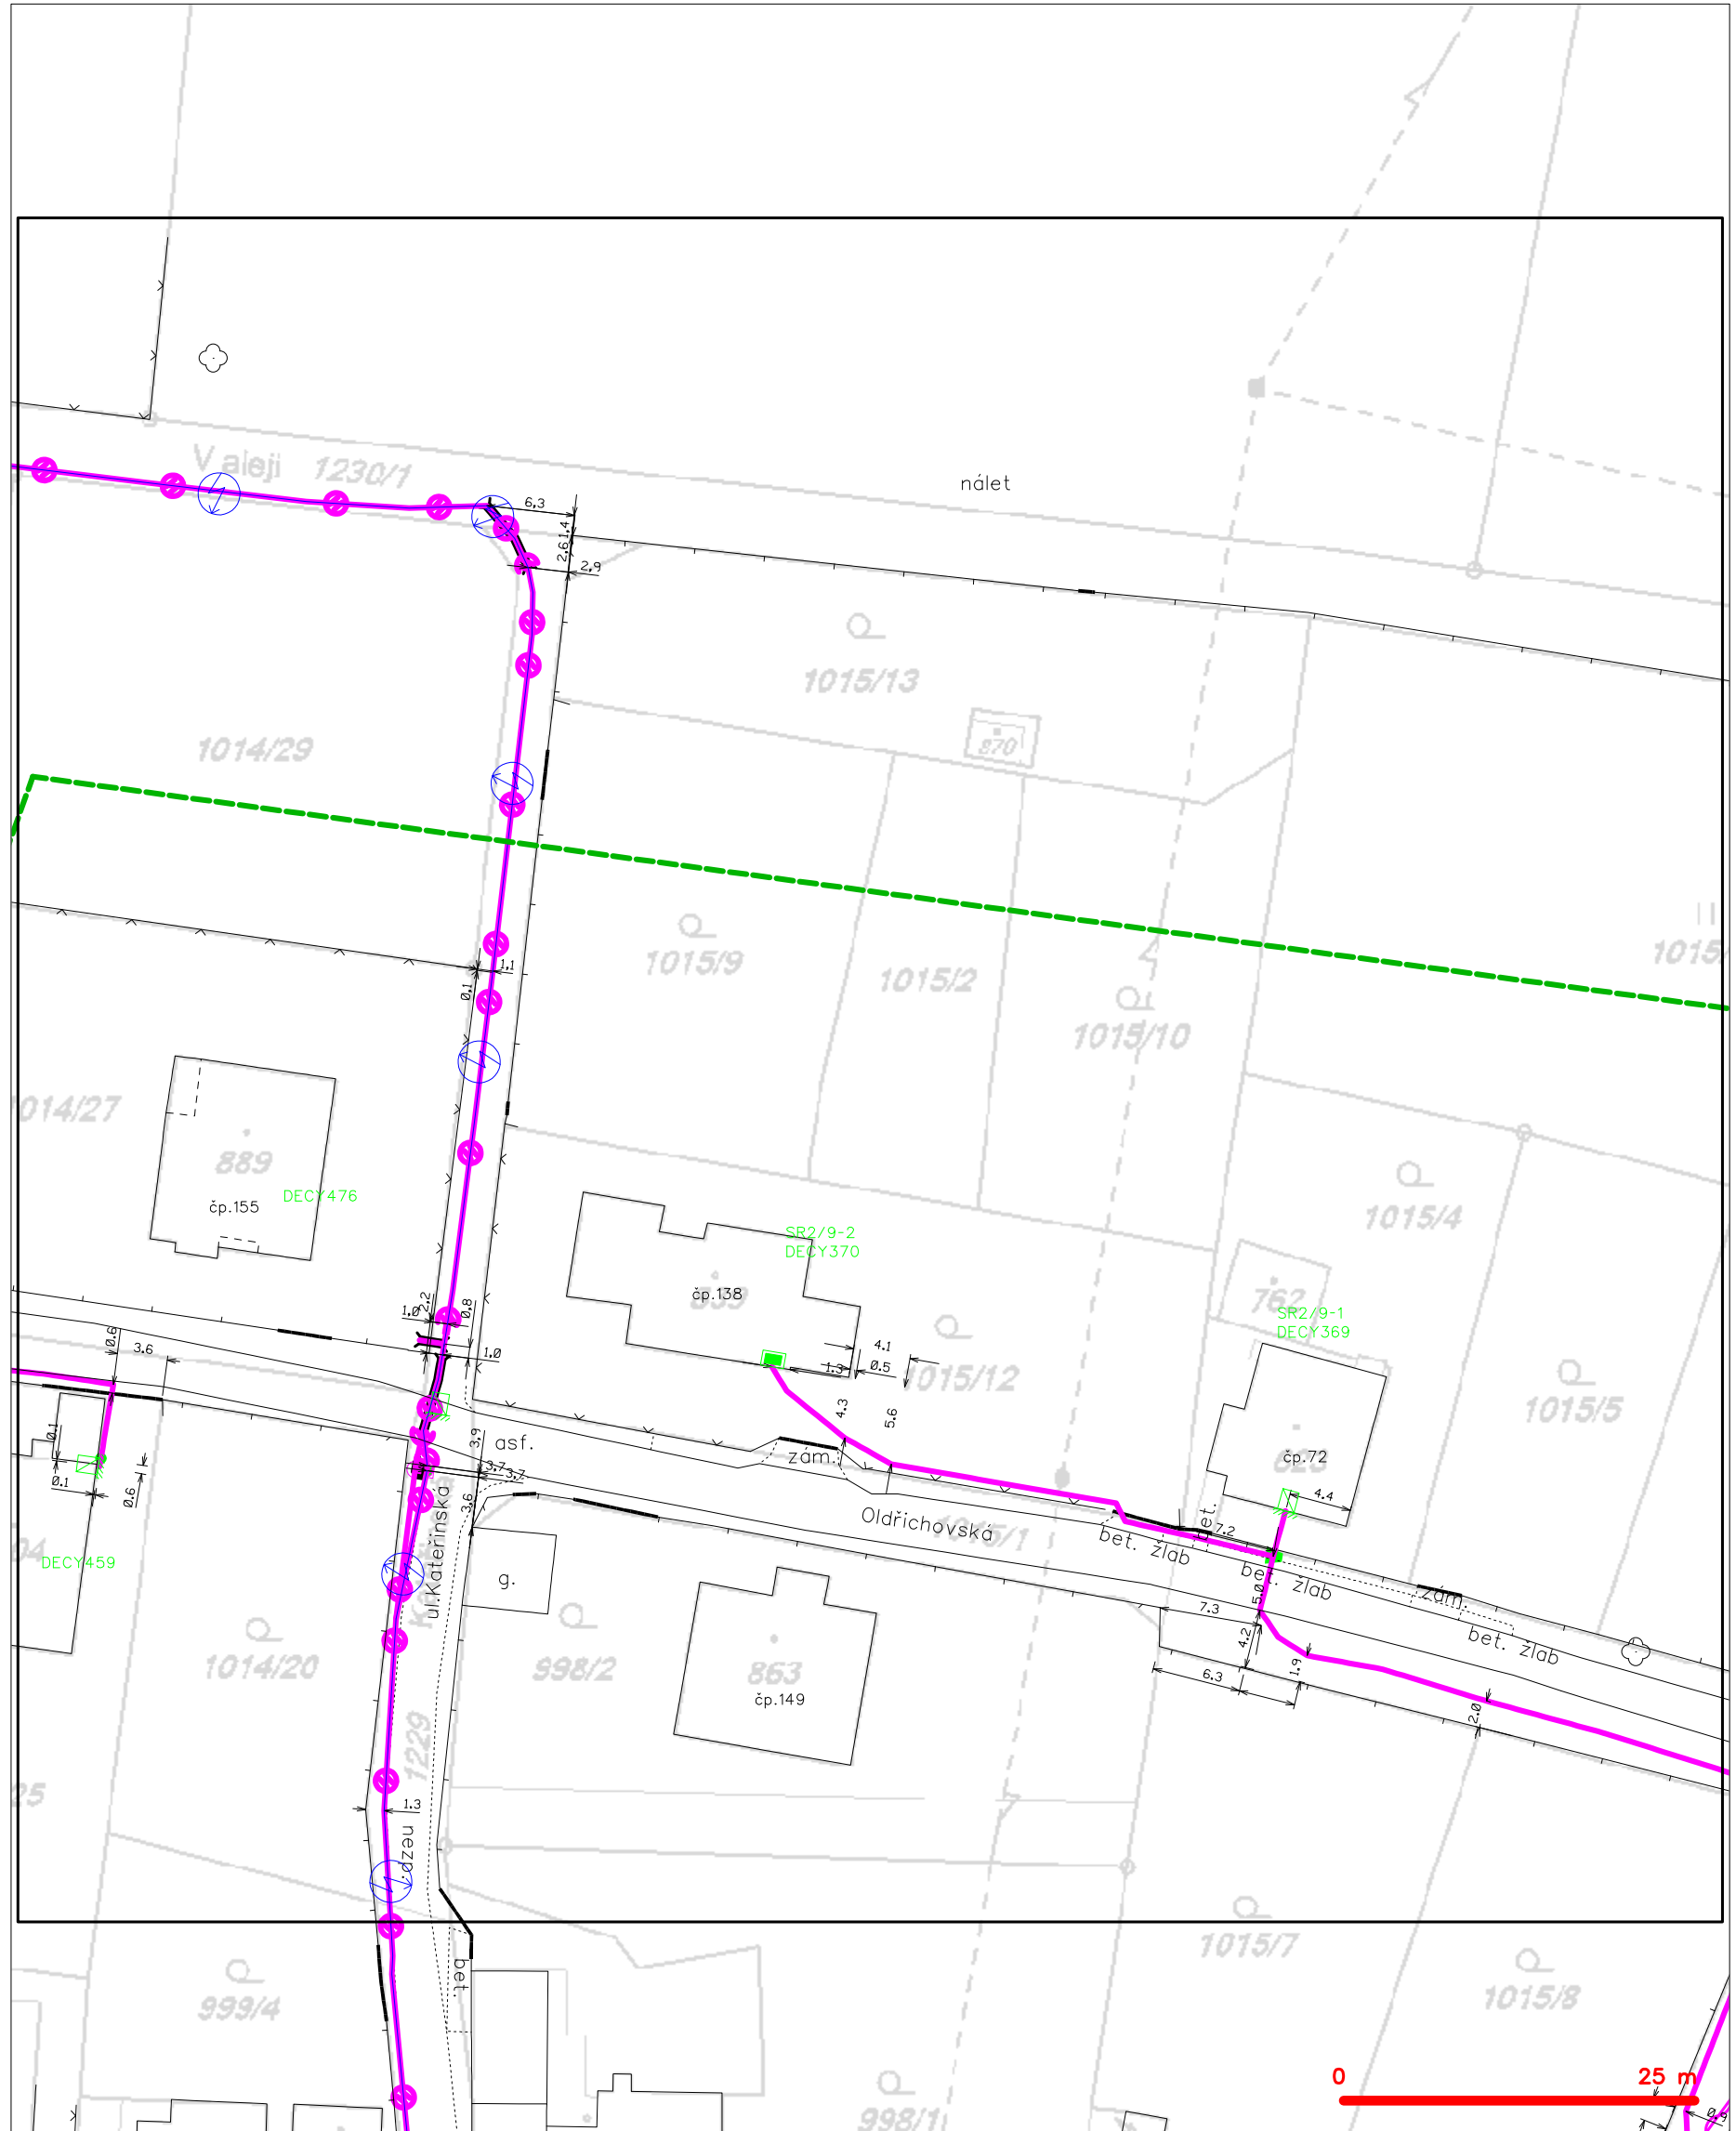 V aleji 1230/1
nálet
6,3
1,4
2,6
2,9
1015/13
870
1014/29
1015/9
1015/2
1015/10
1,1
0,1
889
čp.155
DECY476
1015/4
SR2/9-2
DECY370
čp.138
762
SR2/9-1
DECY369
1,0
2,2
0,8
1,0
0,6
3,6
4.1
0.5
1.3
1015/12
1015/5
4.3
5.6
asf.
zám.
čp.72
4.4
3,9
3,7
3,7
3,6
0.1
0.1
0.6
DECY459
Oldřichovská
1015/1
bet.
7.2
bet. žlab
bet. žlab
zám.
bet. žlab
ul.Kateřinská
g.
5.0
7.3
4.2
6.3
1.9
2.0
1014/20
998/2
863
čp.149
1229
1.3
nezp.
bet.
1015/7
1015/8
999/4
998/1
0
25 m
0.9